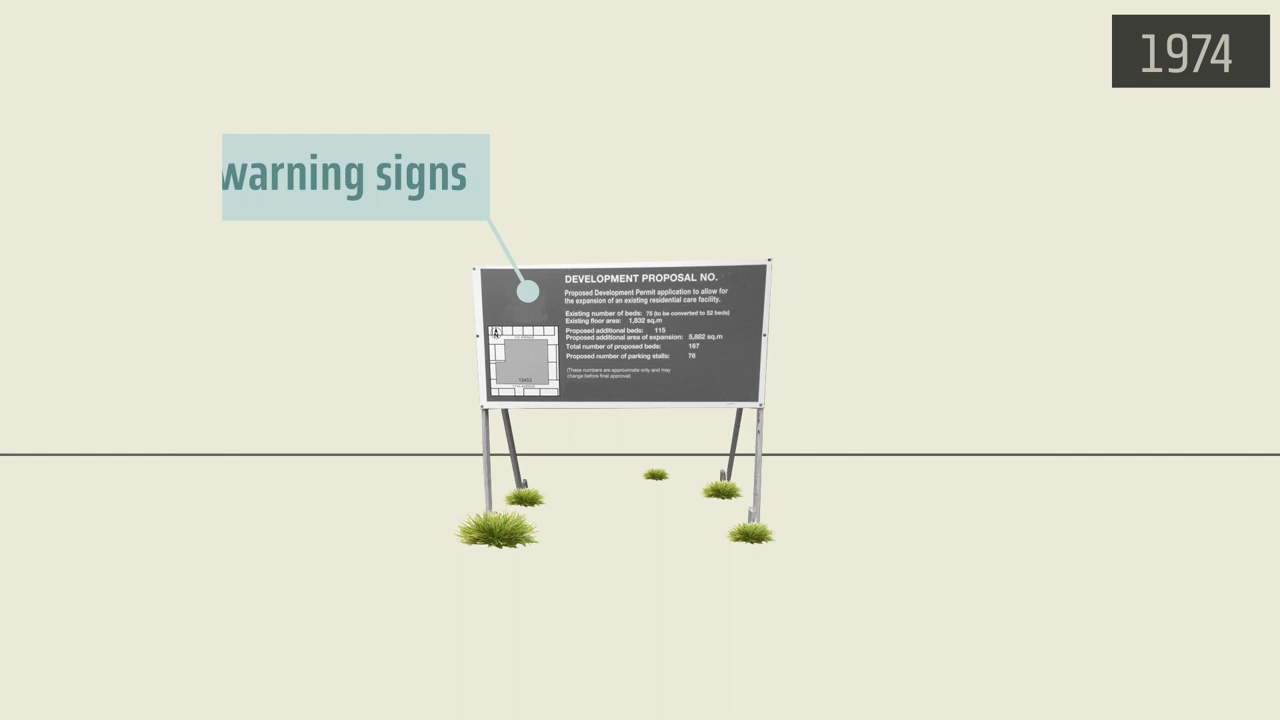 1974
warning signs
DEVELOPMENT PROPOSAL NO.
Proposed Development Permit application to allow for
the expansion of an existing residential care facility.
Existing number of beds: 75 (to be converted to 52 beds)
Existing floor area: 1,832 sq.m
Proposed additional beds: 115
Proposed additional area of expansion: 5,882 sq.m
Total number of proposed beds: 167
Proposed number of parking stalls: 76
(These numbers are approximate only and may
change before final approval)
N